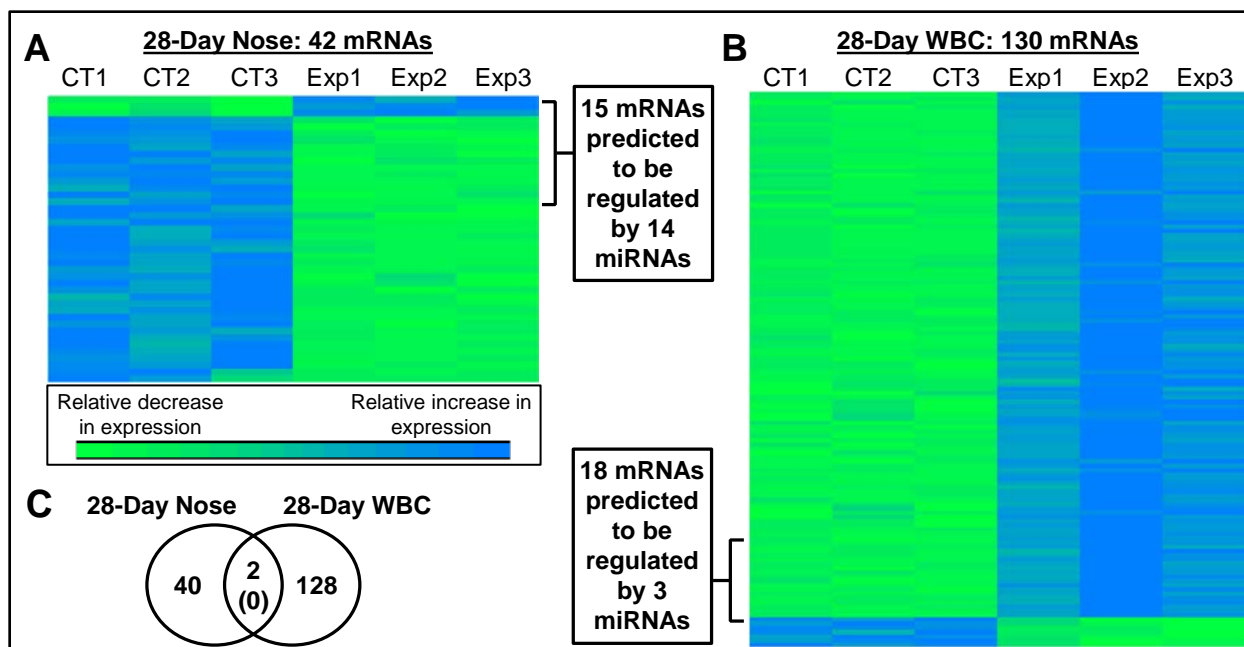 A
28-Day Nose: 42 mRNAs
CT1 CT2 CT3 Exp1 Exp2 Exp3
15 mRNAs
predicted
to be
regulated
by 14
miRNAs
B
28-Day WBC: 130 mRNAs
CT1 CT2 CT3 Exp1 Exp2 Exp3
Relative decrease
in expression
Relative increase in
expression
18 mRNAs
predicted
to be
regulated
by 3
miRNAs
C
28-Day Nose 28-Day WBC
40
2
(0)
128